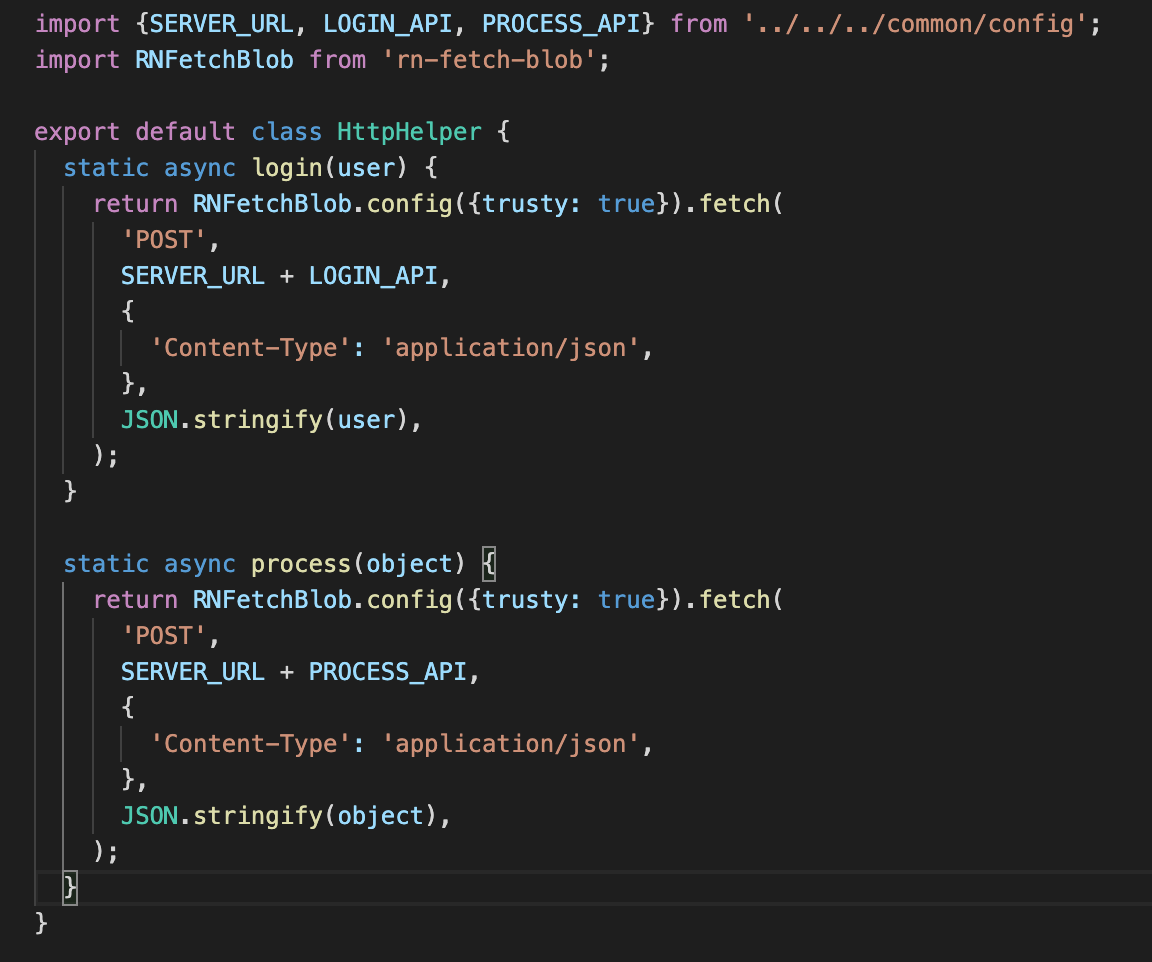 import {SERVER_URL, LOGIN_API, PROCESS_API} from '../../../common/config';
import RNFetchBlob from 'rn-fetch-blob';

export default class HttpHelper {
  static async login(user) {
    return RNFetchBlob.config({trusty: true}).fetch(
      'POST',
      SERVER_URL + LOGIN_API,
      {
        'Content-Type': 'application/json',
      },
      JSON.stringify(user),
    );
  }

  static async process(object) {
    return RNFetchBlob.config({trusty: true}).fetch(
      'POST',
      SERVER_URL + PROCESS_API,
      {
        'Content-Type': 'application/json',
      },
      JSON.stringify(object),
    );
  }
}